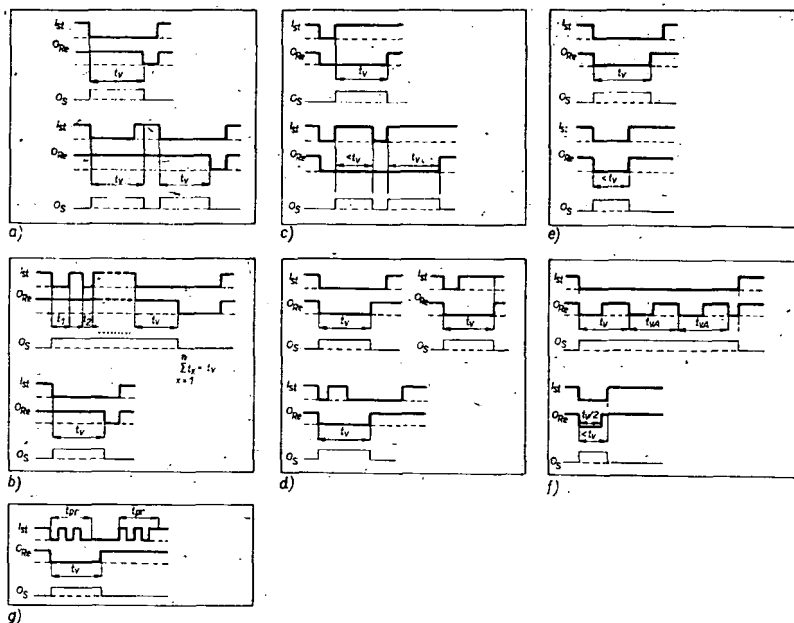 Ist
ORe
tv
Os
Ist
ORe
tv
tv
Os
a)
Ist
ORe
tv
Os
Ist
ORe
<tv
tv
Os
c)
Ist
ORe
tv
Os
Ist
ORe
<tv
Os
e)
Ist
ORe
t1
t2
tv
Os
n
∑tx = tv
x=1
Ist
ORe
tv
Os
b)
Ist
ORe
tv
Os
Ist
ORe
tv
Os
Ist
ORe
tv
Os
d)
Ist
ORe
tv
tvA
tvA
Os
Ist
ORe
tv/2
<tv
Os
f)
tpr
tpr
Ist
ORe
tv
Os
g)